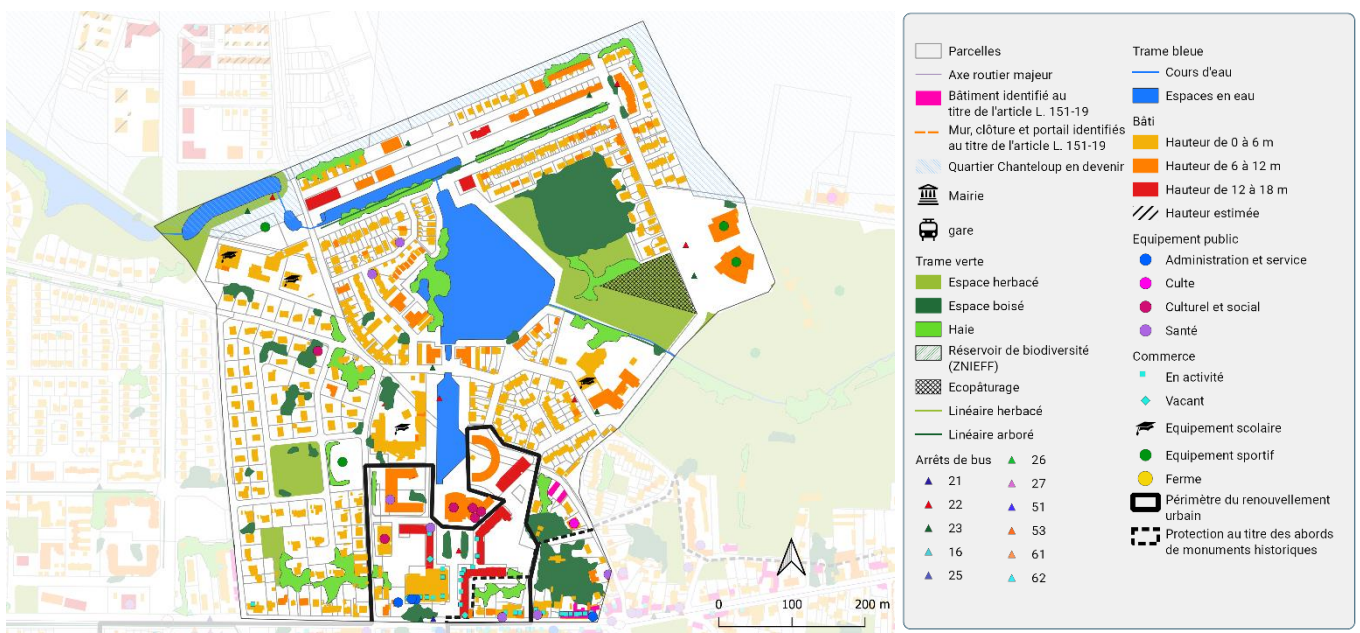 Parcelles
Axe routier majeur
Bâtiment identifié au
titre de l'article L. 151-19
Mur, clôture et portail identifiés
au titre de l'article L. 151-19
Quartier Chanteloup en devenir
Mairie
gare
Trame verte
Espace herbacé
Espace boisé
Haie
Réservoir de biodiversité
(ZNIEFF)
Ecopâturage
Linéaire herbacé
Linéaire arboré
Arrêts de bus
21
22
23
16
25
26
27
51
53
61
62
Trame bleue
Cours d'eau
Espaces en eau
Bâti
Hauteur de 0 à 6 m
Hauteur de 6 à 12 m
Hauteur de 12 à 18 m
Hauteur estimée
Equipement public
Administration et service
Culte
Culturel et social
Santé
Commerce
En activité
Vacant
Equipement scolaire
Equipement sportif
Ferme
Périmètre du renouvellement
urbain
Protection au titre des abords
de monuments historiques
0 100 200 m